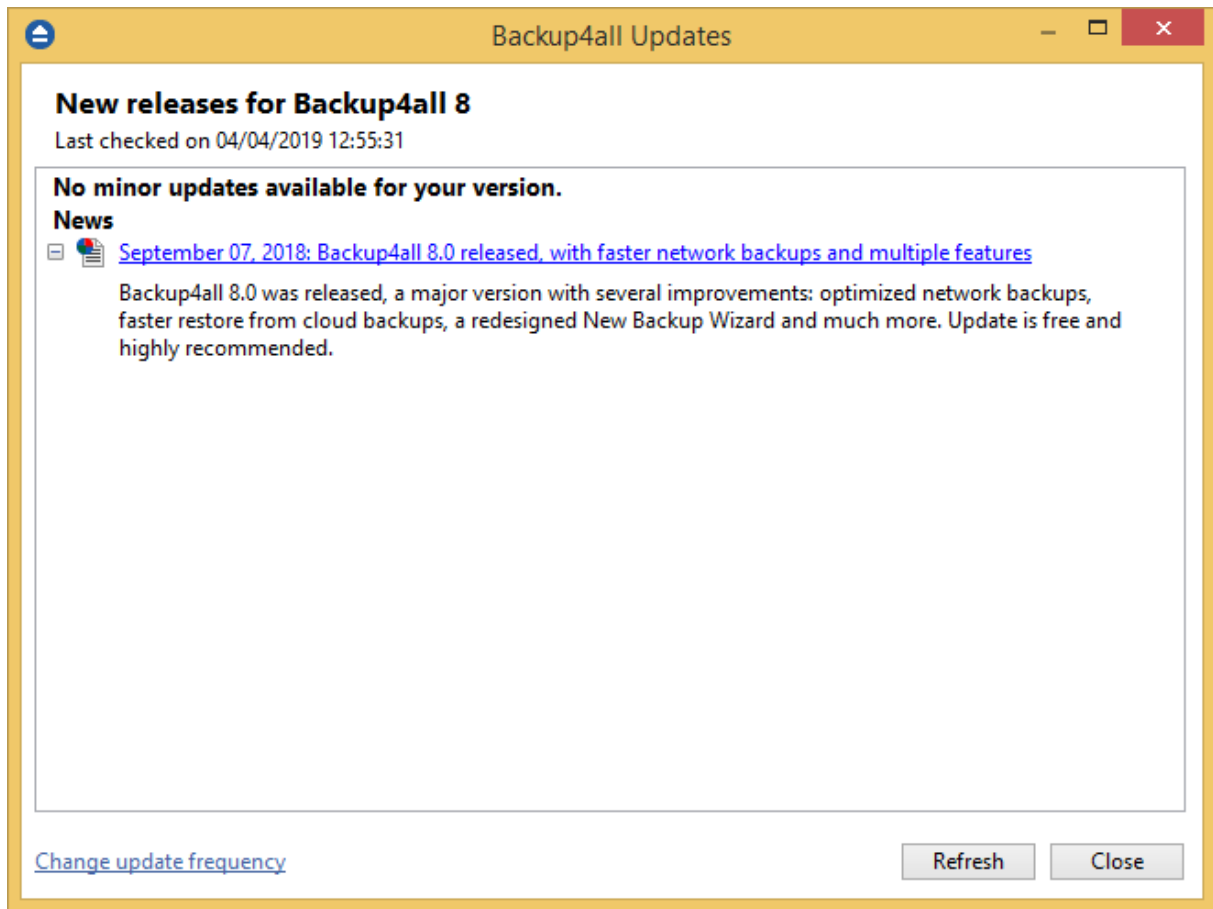 Backup4all Updates
New releases for Backup4all 8
Last checked on 04/04/2019 12:55:31
No minor updates available for your version.
News
September 07, 2018: Backup4all 8.0 released, with faster network backups and multiple features
Backup4all 8.0 was released, a major version with several improvements: optimized network backups,
faster restore from cloud backups, a redesigned New Backup Wizard and much more. Update is free and
highly recommended.
Change update frequency
Refresh
Close